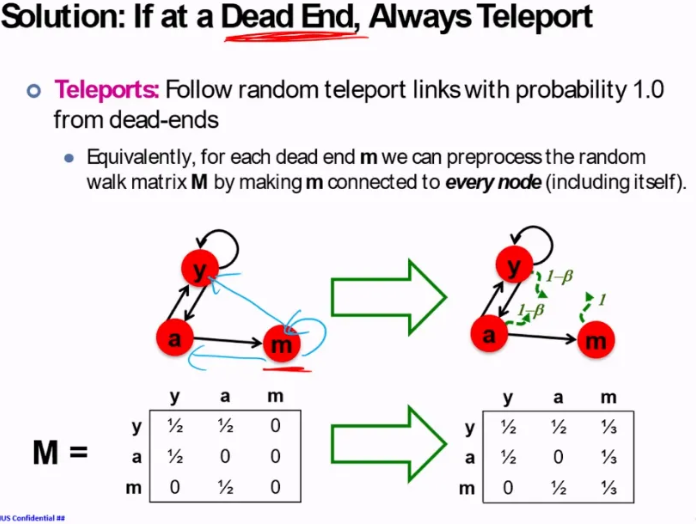 Solution: If at a Dead End, Always Teleport
Teleports: Follow random teleport links with probability 1.0
from dead-ends
Equivalently, for each dead end m we can preprocess the random
walk matrix M by making m connected to every node (including itself).
y
a
m
y
1–β
1–β
1
a
m
y a m
y ½ ½ 0
a ½ 0 0
m 0 ½ 0
M =
y a m
y ½ ½ ⅓
a ½ 0 ⅓
m 0 ½ ⅓
IUS Confidential ##